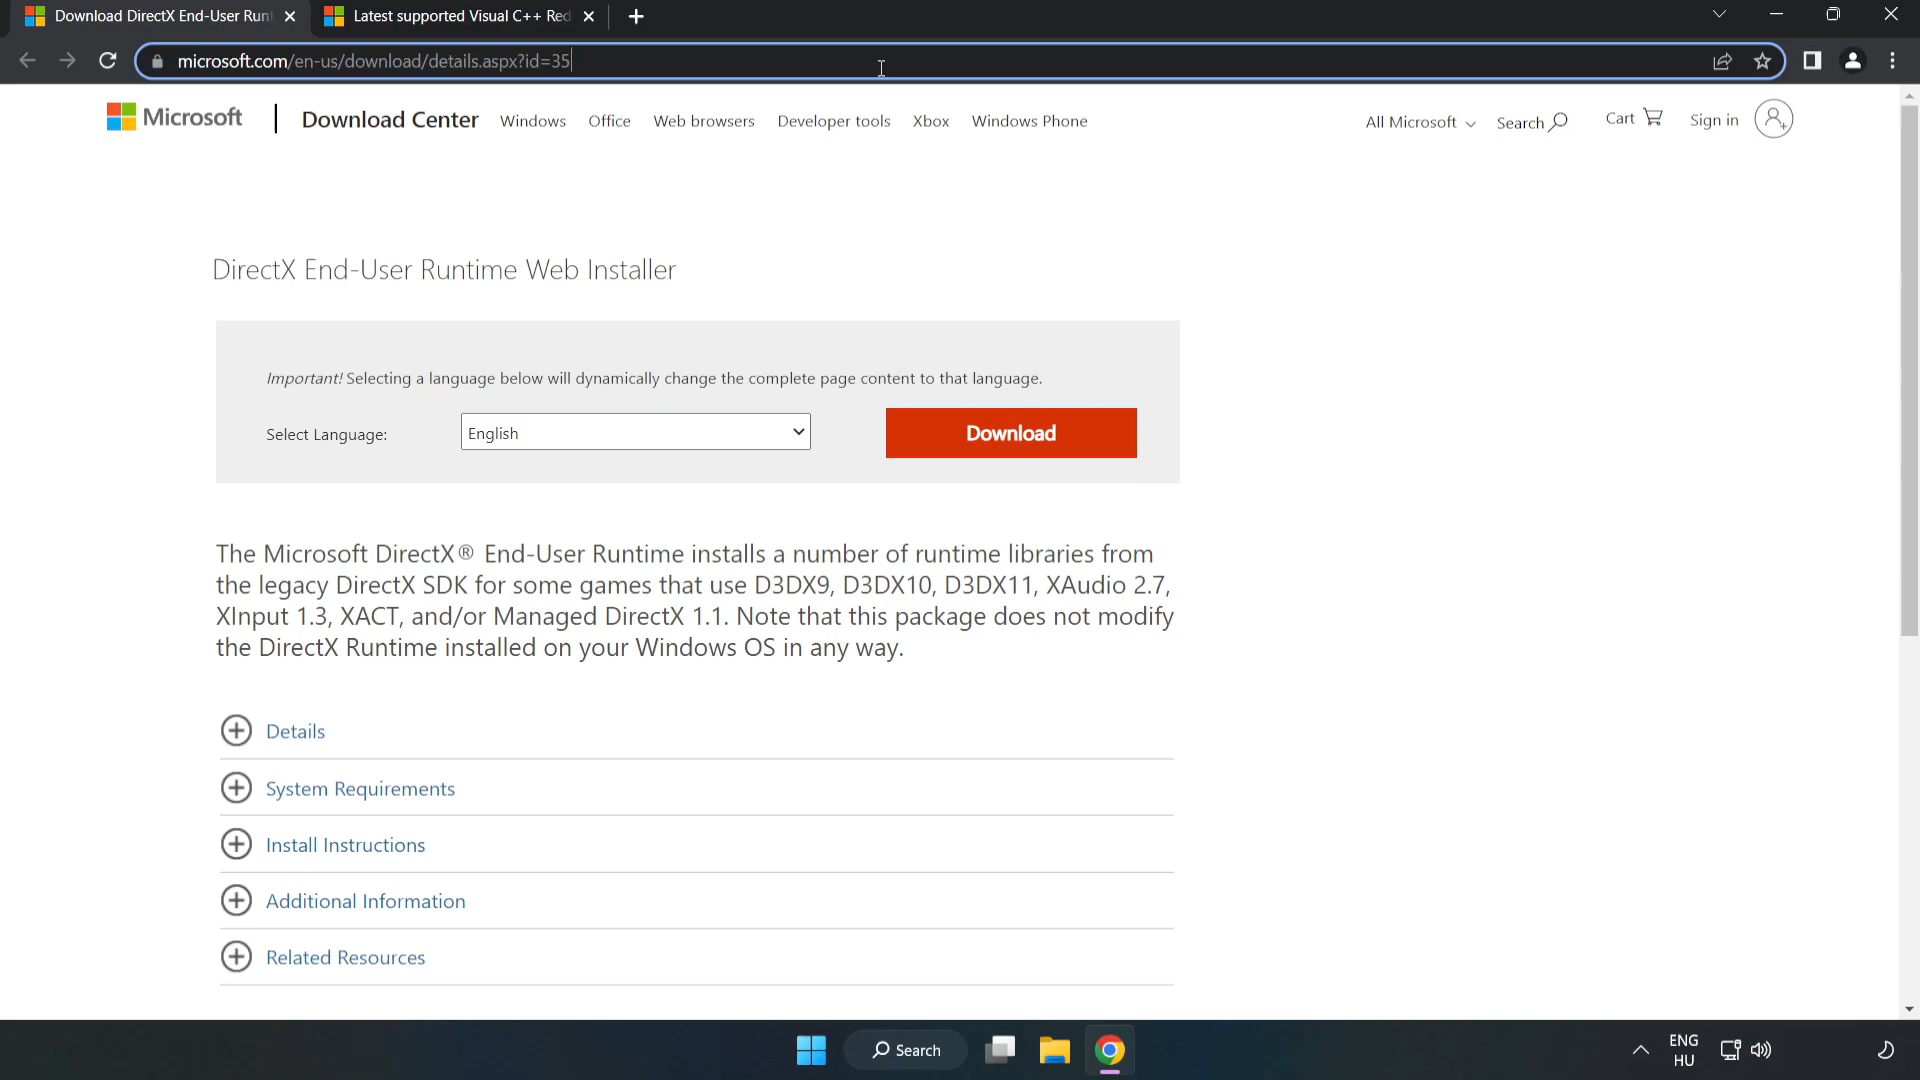 Download DirectX End-User Runt
Latest supported Visual C++ Red
microsoft.com/en-us/download/details.aspx?id=35
Microsoft
Download Center
Windows
Office
Web browsers
Developer tools
Xbox
Windows Phone
All Microsoft
Search
Cart
Sign in
DirectX End-User Runtime Web Installer
Important! Selecting a language below will dynamically change the complete page content to that language.
Select Language:
English
Download
The Microsoft DirectX® End-User Runtime installs a number of runtime libraries from
the legacy DirectX SDK for some games that use D3DX9, D3DX10, D3DX11, XAudio 2.7,
XInput 1.3, XACT, and/or Managed DirectX 1.1. Note that this package does not modify
the DirectX Runtime installed on your Windows OS in any way.
Details
System Requirements
Install Instructions
Additional Information
Related Resources
Search
ENG
HU